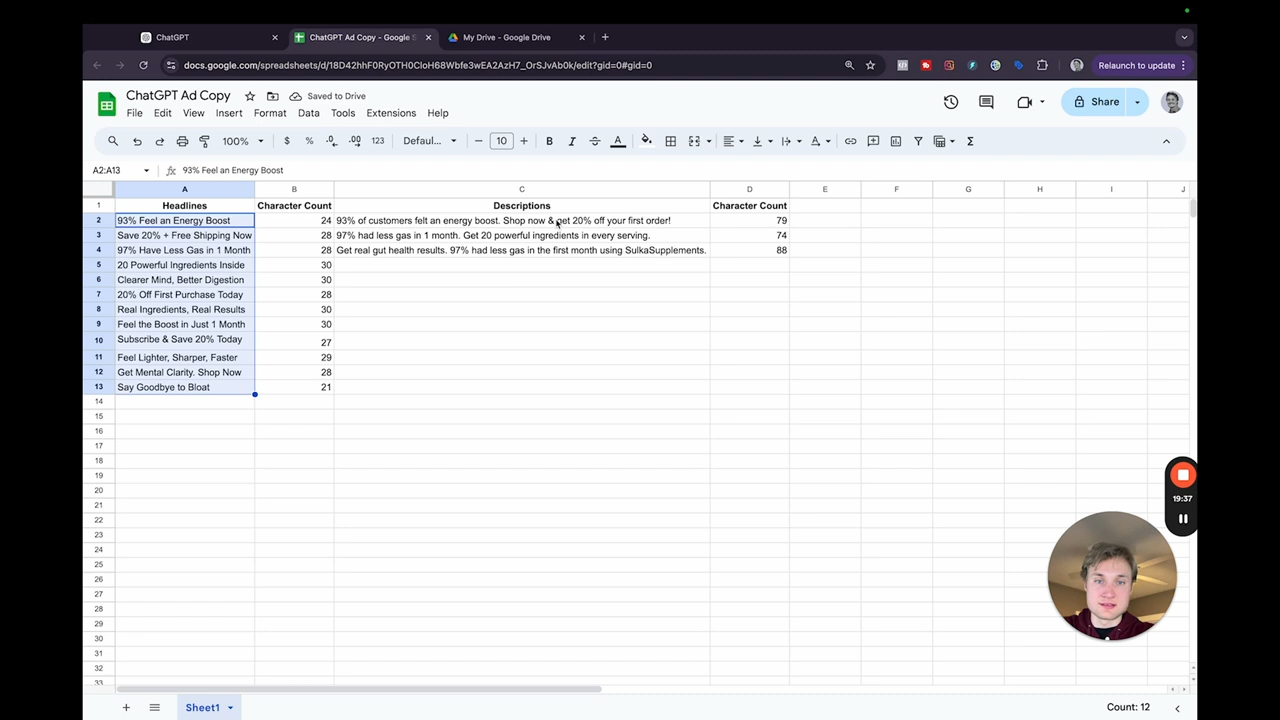 ChatGPT
ChatGPT Ad Copy - Google S
My Drive - Google Drive
docs.google.com/spreadsheets/d/18D42hhF0RyOTH0CIoH68Wbfe3wEA2AzH7_OrSJvAb0k/edit?gid=0#gid=0
Relaunch to update
ChatGPT Ad Copy
Saved to Drive
File Edit View Insert Format Data Tools Extensions Help
Share
100% $ % .0 .00 123 Defaul... 10 B I A
A2:A13 fx 93% Feel an Energy Boost
A B C D E F G H I J
1 Headlines Character Count Descriptions Character Count
2 93% Feel an Energy Boost 24 93% of customers felt an energy boost. Shop now & get 20% off your first order! 79
3 Save 20% + Free Shipping Now 28 97% had less gas in 1 month. Get 20 powerful ingredients in every serving. 74
4 97% Have Less Gas in 1 Month 28 Get real gut health results. 97% had less gas in the first month using SulkaSupplements. 88
5 20 Powerful Ingredients Inside 30
6 Clearer Mind, Better Digestion 30
7 20% Off First Purchase Today 28
8 Real Ingredients, Real Results 30
9 Feel the Boost in Just 1 Month 30
10 Subscribe & Save 20% Today 27
11 Feel Lighter, Sharper, Faster 29
12 Get Mental Clarity. Shop Now 28
13 Say Goodbye to Bloat 21
14
15
16
17
18
19
20
21
22
23
24
25
26
27
28
29
30
31
32
33
19:37
Sheet1
Count: 12